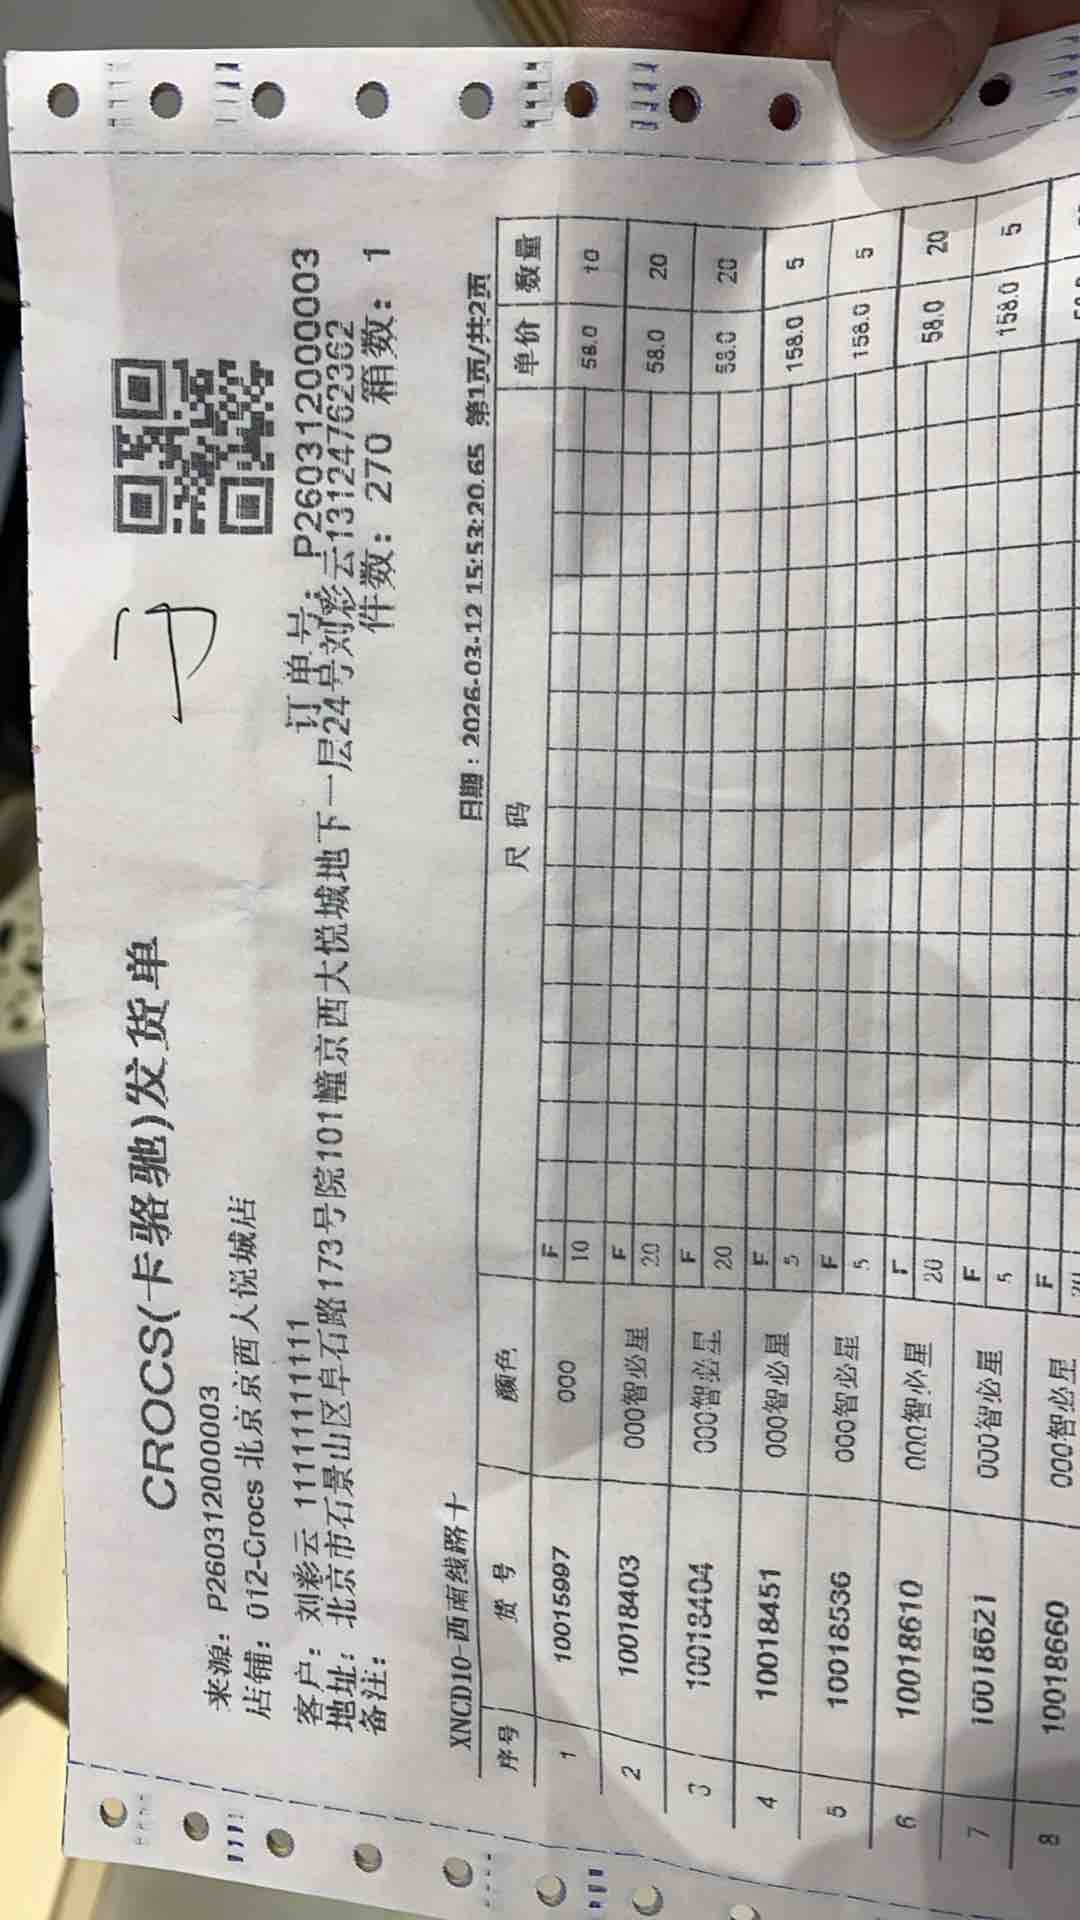 CROCS(卡骆驰)发货单
来源: P260312000003
店铺: 012-Crocs 北京京西大悦城店
订单号: P260312000003
客户: 刘彩云 11111111111
地址: 北京市石景山区阜石路173号院101幢京西大悦城地下一层24号刘彩云13124762362
备注:
件数: 270 箱数: 1
XNCD10-西南线路十
日期: 2026-03-12 15:53:20.65 第1页/共2页
序号 货号 颜色 尺码 单价 数量
1 10015997 000 F 10 58.0 10
2 10018403 000智必星 F 20 58.0 20
3 10018404 000智必星 F 20 58.0 20
4 10018451 000智必星 F 5 158.0 5
5 10018536 000智必星 F 5 158.0 5
6 10018610 000智必星 F 20 58.0 20
7 10018621 000智必星 F 5 158.0 5
8 10018660 000智必星 F